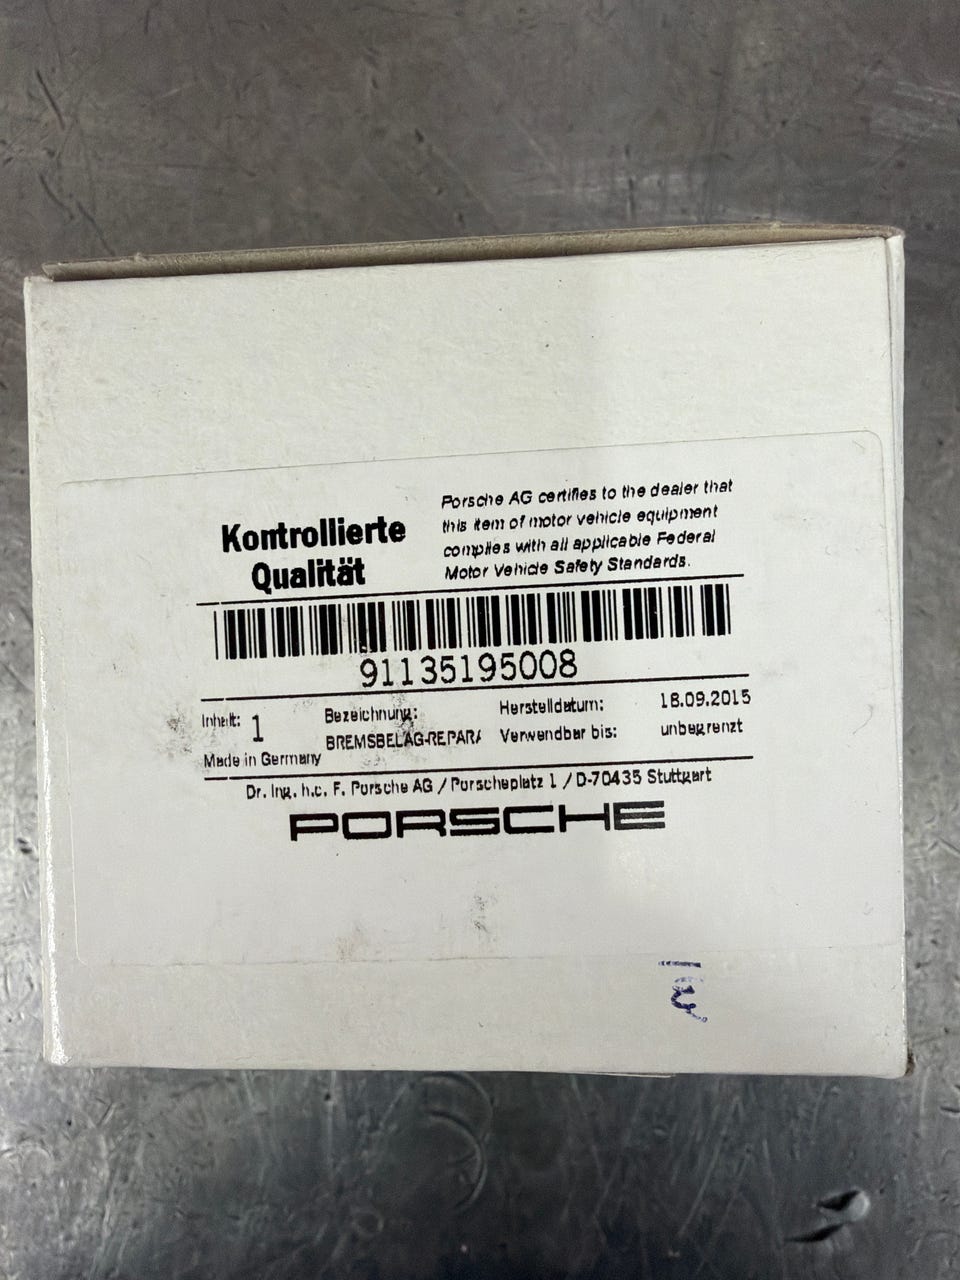 Kontrollierte
Qualität
Porsche AG certifies to the dealer that
this item of motor vehicle equipment
complies with all applicable Federal
Motor Vehicle Safety Standards.
91135195008
Inhalt: 1
Made in Germany
Bezeichnung:
BREMSBELAG-REPARA
Herstelldatum: 18.09.2015
Verwendbar bis: unbegrenzt
Dr. Ing. h.c. F. Porsche AG / Porscheplatz 1 / D-70435 Stuttgart
PORSCHE